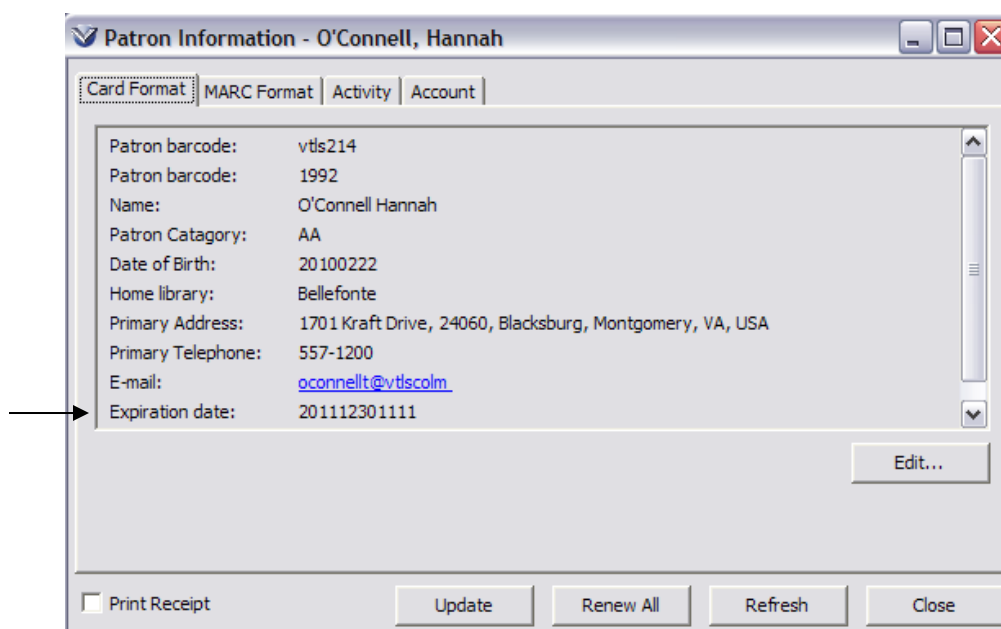 Patron Information - O'Connell, Hannah
Card Format MARC Format Activity Account
Patron barcode: vtls214
Patron barcode: 1992
Name: O'Connell Hannah
Patron Catagory: AA
Date of Birth: 20100222
Home library: Bellefonte
Primary Address: 1701 Kraft Drive, 24060, Blacksburg, Montgomery, VA, USA
Primary Telephone: 557-1200
E-mail: oconnellt@vtlscolm
Expiration date: 201112301111
Edit...
Print Receipt Update Renew All Refresh Close